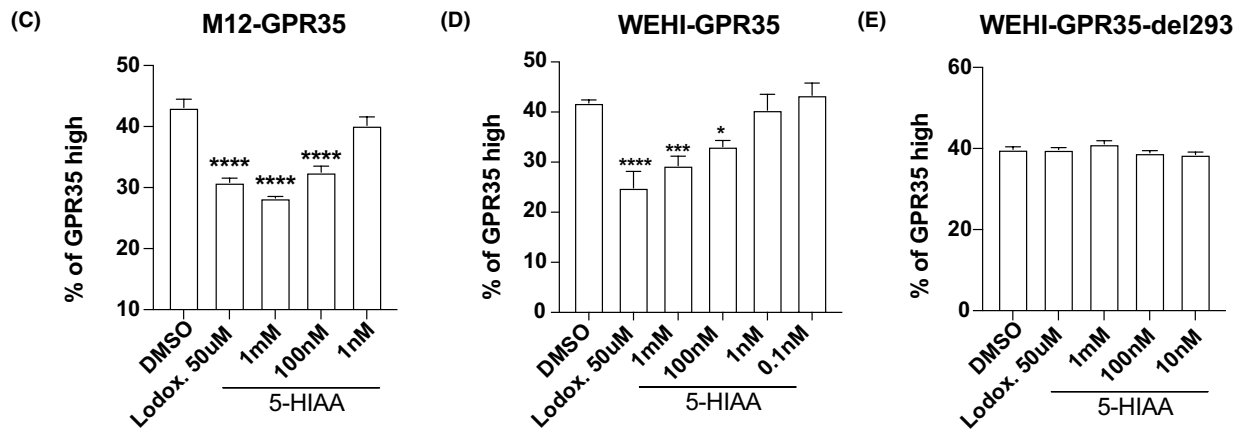 (C)
M12-GPR35
% of GPR35 high
50
40
30
20
10
****
****
****
DMSO
Lodox. 50uM
1mM
100nM
1nM
5-HIAA
(D)
WEHI-GPR35
% of GPR35 high
50
40
30
20
10
0
****
***
*
DMSO
Lodox. 50uM
1mM
100nM
1nM
0.1nM
5-HIAA
(E)
WEHI-GPR35-del293
% of GPR35 high
60
40
20
0
DMSO
Lodox. 50uM
1mM
100nM
10nM
5-HIAA